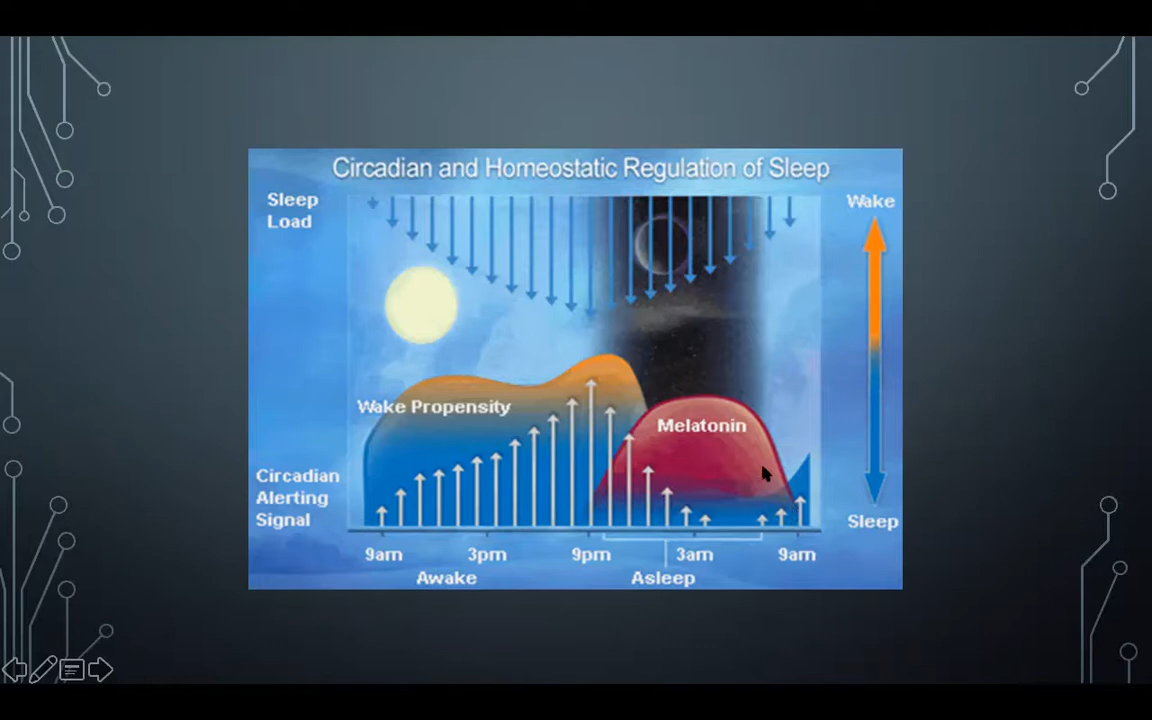 Circadian and Homeostatic Regulation of Sleep
Sleep
Load
Wake
Wake Propensity
Melatonin
Circadian
Alerting
Signal
Sleep
9am 3pm 9pm 3am 9am
Awake Asleep